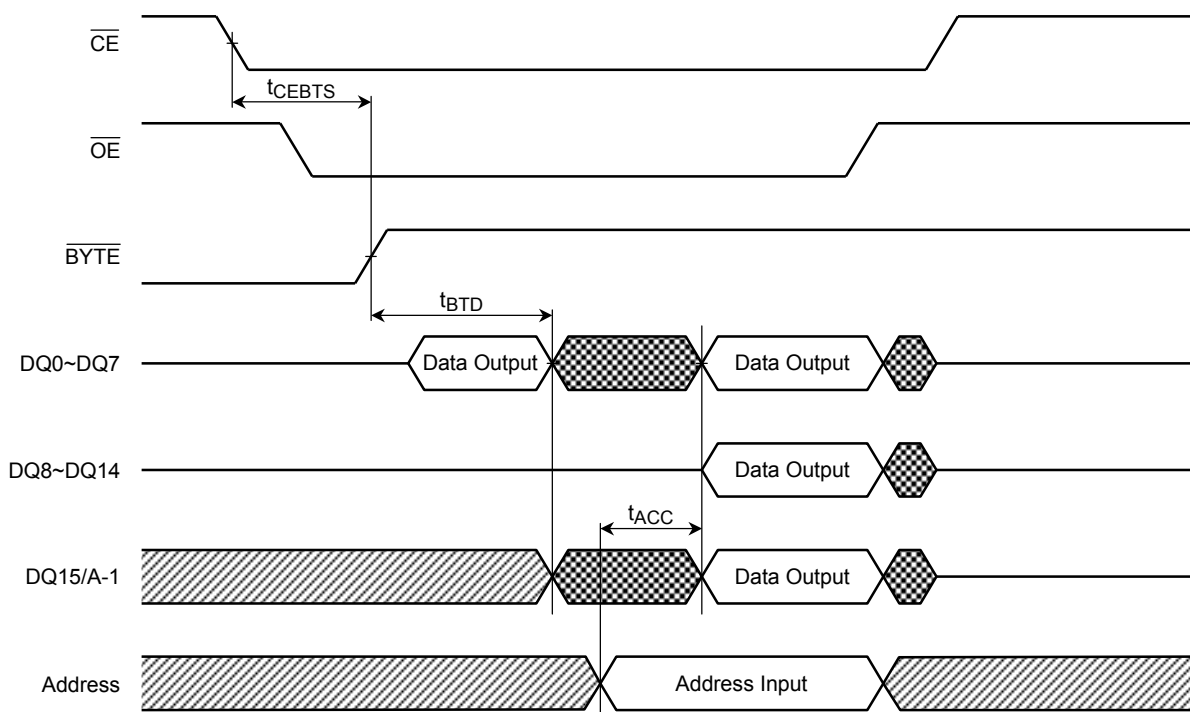 CE
tCEBTS
OE
BYTE
tBTD
DQ0~DQ7
Data Output
Data Output
DQ8~DQ14
Data Output
tACC
DQ15/A-1
Data Output
Address
Address Input